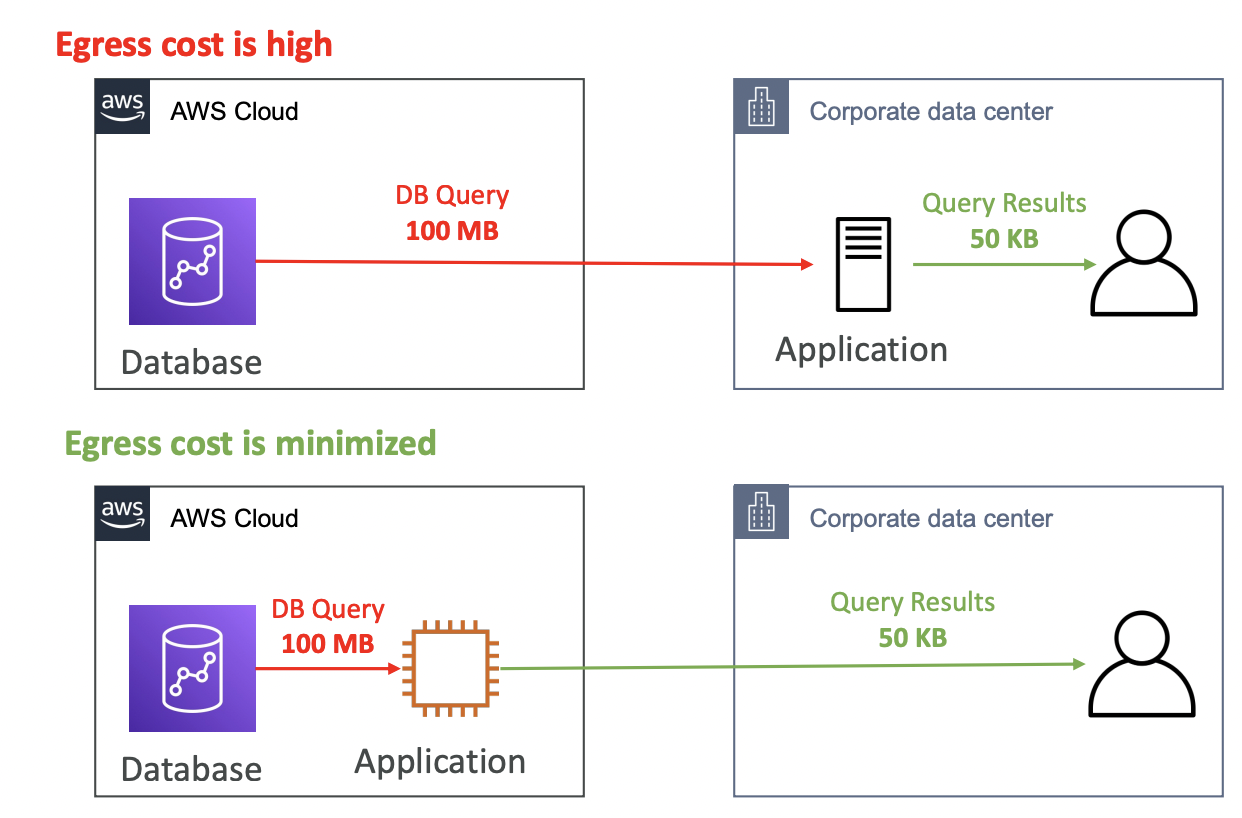 Egress cost is high
aws
AWS Cloud
Corporate data center
DB Query
100 MB
Query Results
50 KB
Database
Application
Egress cost is minimized
aws
AWS Cloud
Corporate data center
DB Query
100 MB
Query Results
50 KB
Database
Application